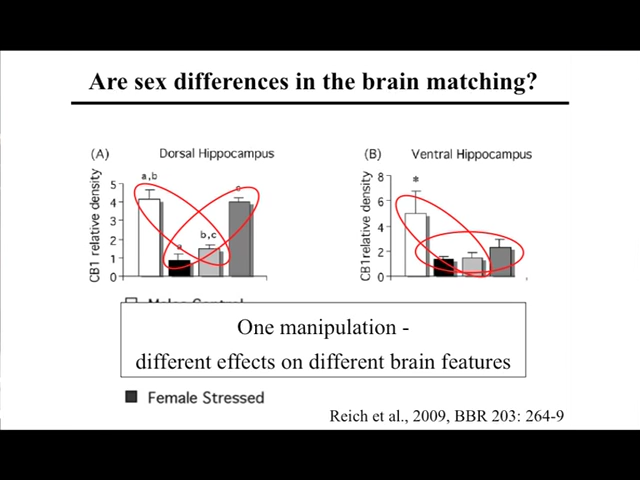 Are sex differences in the brain matching?
(A) Dorsal Hippocampus
a,b
c
a
b,c
CB1 relative density
5
4
3
2
1
0
(B) Ventral Hippocampus
*
CB1 relative density
8
6
4
2
0
One manipulation -
different effects on different brain features
Female Stressed
Reich et al., 2009, BBR 203: 264-9